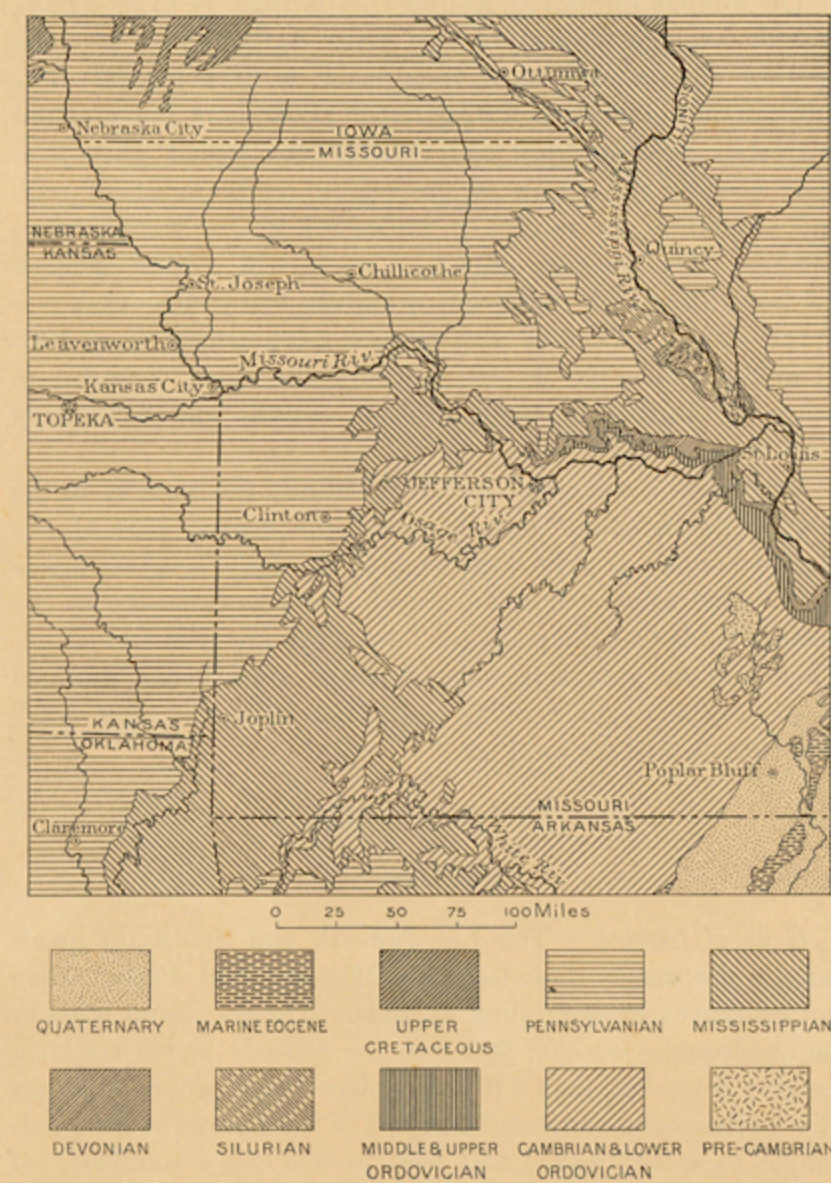 Ottumwa
ILLINOIS
Nebraska City
IOWA
MISSOURI
Mississippi Riv.
NEBRASKA
KANSAS
Quincy
St. Joseph
Chillicothe
Leavenworth
Missouri Riv.
Kansas City
TOPEKA
St. Louis
JEFFERSON
CITY
Clinton
Osage Riv.
Joplin
KANSAS
OKLAHOMA
Poplar Bluff
MISSOURI
ARKANSAS
Claremore
White Riv.
0 25 50 75 100 Miles
QUATERNARY
MARINE EOCENE
UPPER
CRETACEOUS
PENNSYLVANIAN
MISSISSIPPIAN
DEVONIAN
SILURIAN
MIDDLE & UPPER
ORDOVICIAN
CAMBRIAN & LOWER
ORDOVICIAN
PRE-CAMBRIAN